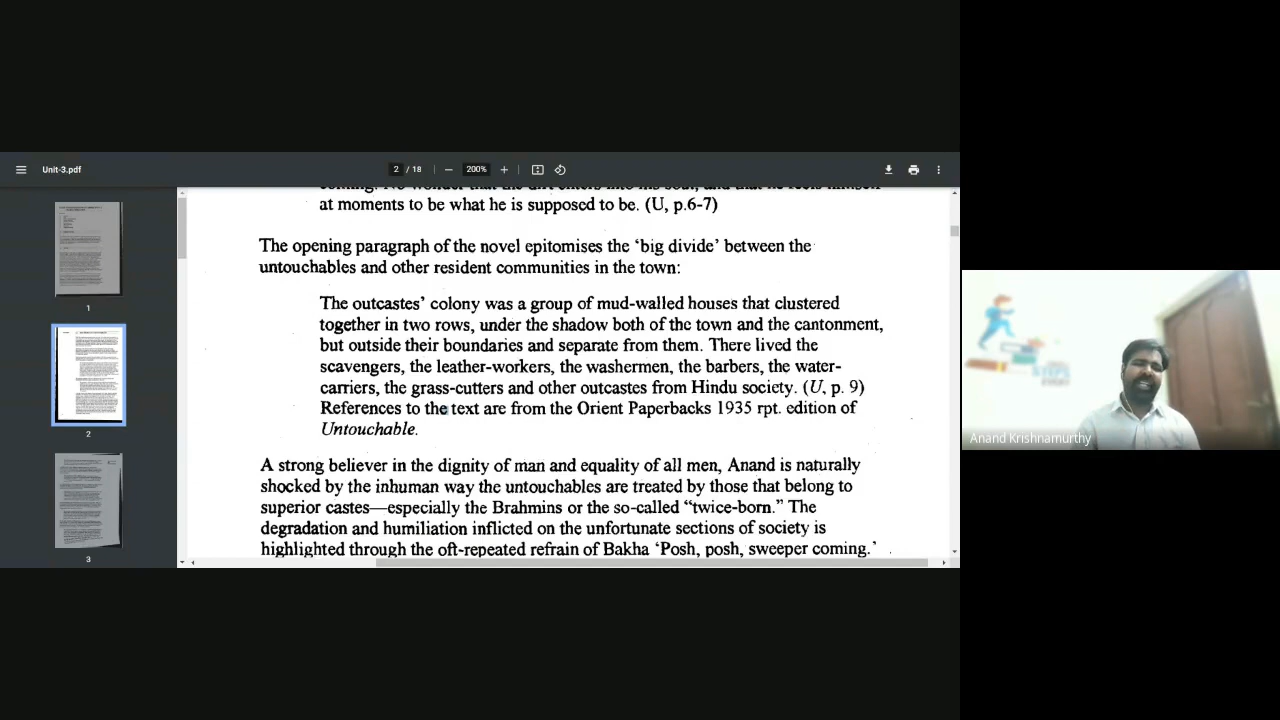 Unit-3.pdf
2 / 18
200%
at moments to be what he is supposed to be. (U, p.6-7)
The opening paragraph of the novel epitomises the 'big divide' between the
untouchables and other resident communities in the town:
The outcastes' colony was a group of mud-walled houses that clustered
together in two rows, under the shadow both of the town and the cantonment,
but outside their boundaries and separate from them. There lived the
scavengers, the leather-workers, the washermen, the barbers, the water-
carriers, the grass-cutters and other outcastes from Hindu society. (U, p. 9)
References to the text are from the Orient Paperbacks 1935 rpt. edition of
Untouchable.
A strong believer in the dignity of man and equality of all men, Anand is naturally
shocked by the inhuman way the untouchables are treated by those that belong to
superior castes—especially the Brahmins or the so-called "twice-born." The
degradation and humiliation inflicted on the unfortunate sections of society is
highlighted through the oft-repeated refrain of Bakha 'Posh, posh, sweeper coming.'
1
2
3
Anand Krishnamurthy